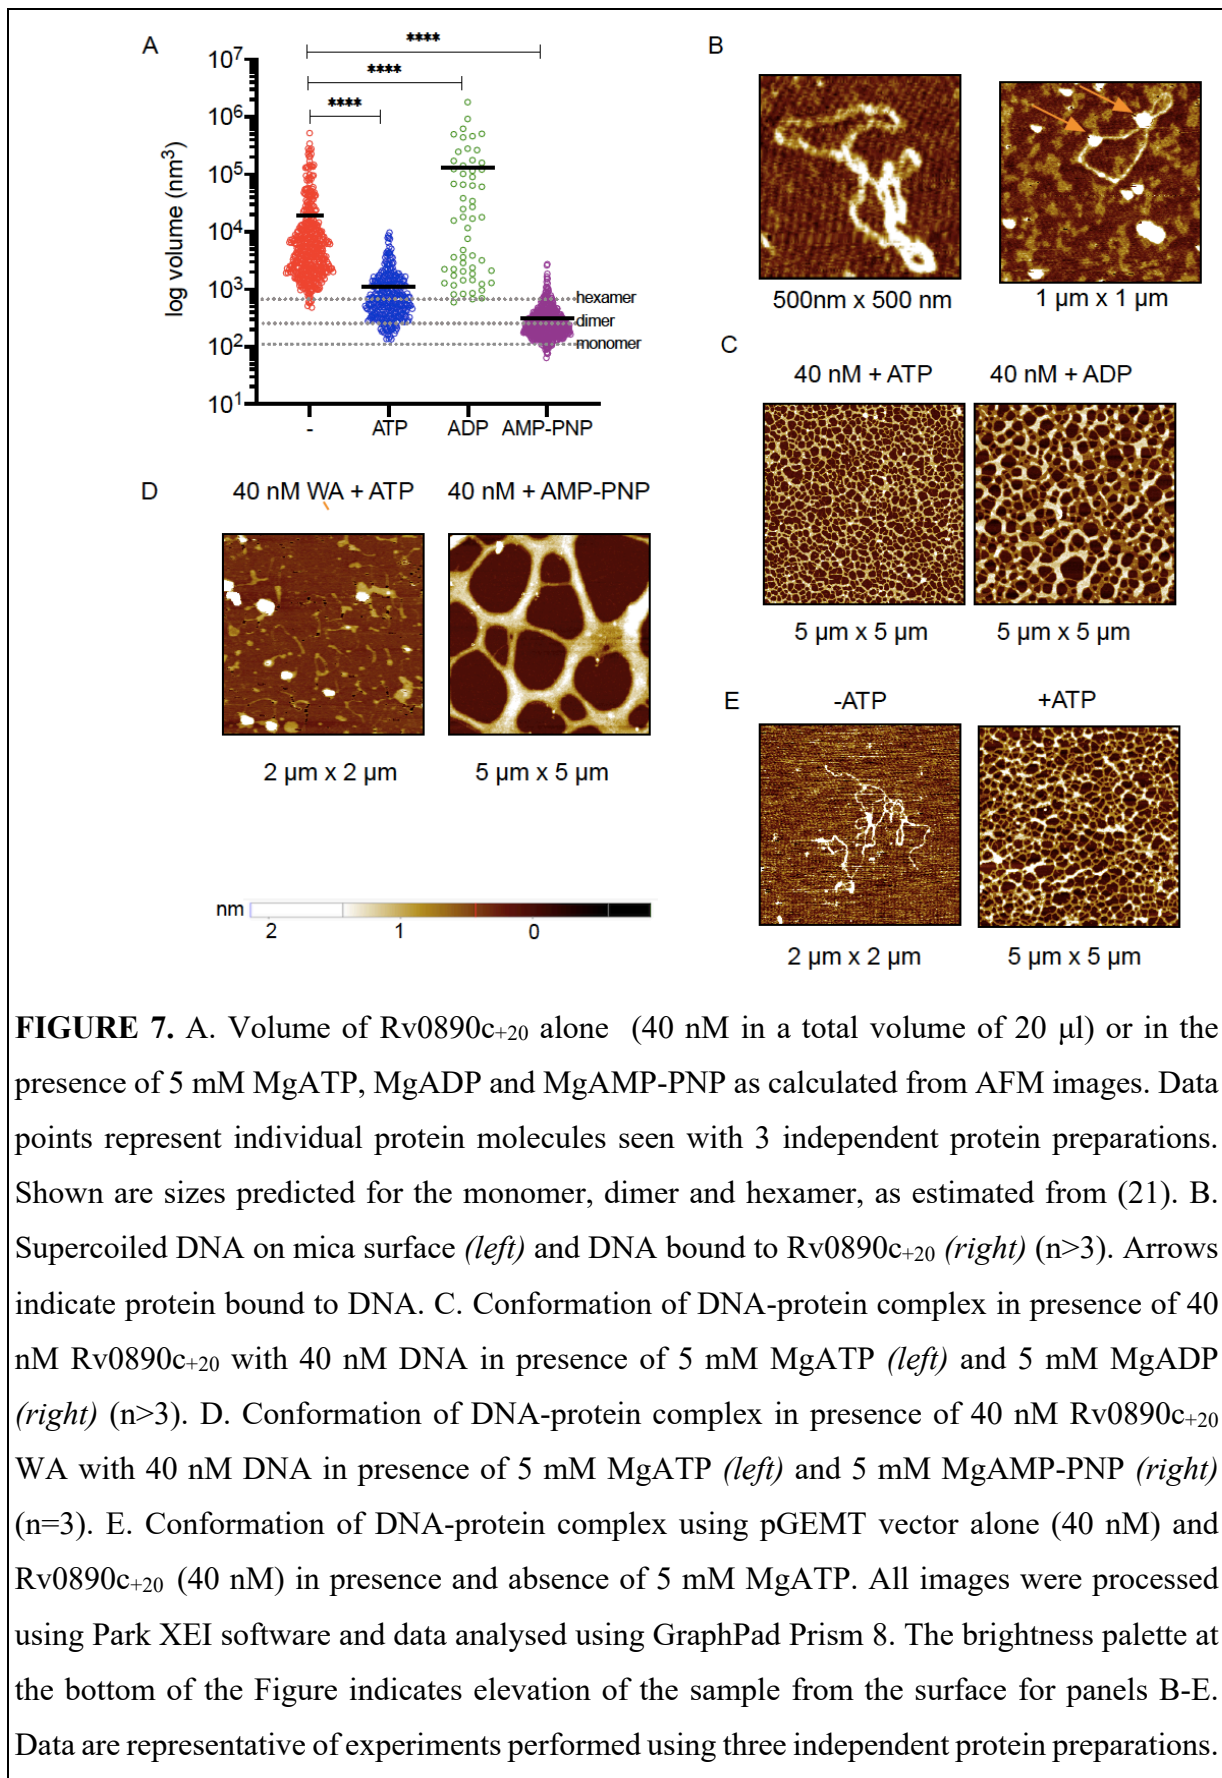 A
****
****
****
10⁷
10⁶
10⁵
10⁴
10³
10²
10¹
log volume (nm³)
hexamer
dimer
monomer
-
ATP
ADP
AMP-PNP
B
500nm x 500 nm
1 µm x 1 µm
C
40 nM + ATP
40 nM + ADP
5 µm x 5 µm
5 µm x 5 µm
D
40 nM WA + ATP
40 nM + AMP-PNP
2 µm x 2 µm
5 µm x 5 µm
E
-ATP
+ATP
2 µm x 2 µm
5 µm x 5 µm
nm
2
1
0
FIGURE 7. A. Volume of Rv0890c₊₂₀ alone (40 nM in a total volume of 20 µl) or in the
presence of 5 mM MgATP, MgADP and MgAMP-PNP as calculated from AFM images. Data
points represent individual protein molecules seen with 3 independent protein preparations.
Shown are sizes predicted for the monomer, dimer and hexamer, as estimated from (21). B.
Supercoiled DNA on mica surface (left) and DNA bound to Rv0890c₊₂₀ (right) (n>3). Arrows
indicate protein bound to DNA. C. Conformation of DNA-protein complex in presence of 40
nM Rv0890c₊₂₀ with 40 nM DNA in presence of 5 mM MgATP (left) and 5 mM MgADP
(right) (n>3). D. Conformation of DNA-protein complex in presence of 40 nM Rv0890c₊₂₀
WA with 40 nM DNA in presence of 5 mM MgATP (left) and 5 mM MgAMP-PNP (right)
(n=3). E. Conformation of DNA-protein complex using pGEMT vector alone (40 nM) and
Rv0890c₊₂₀ (40 nM) in presence and absence of 5 mM MgATP. All images were processed
using Park XEI software and data analysed using GraphPad Prism 8. The brightness palette at
the bottom of the Figure indicates elevation of the sample from the surface for panels B-E.
Data are representative of experiments performed using three independent protein preparations.